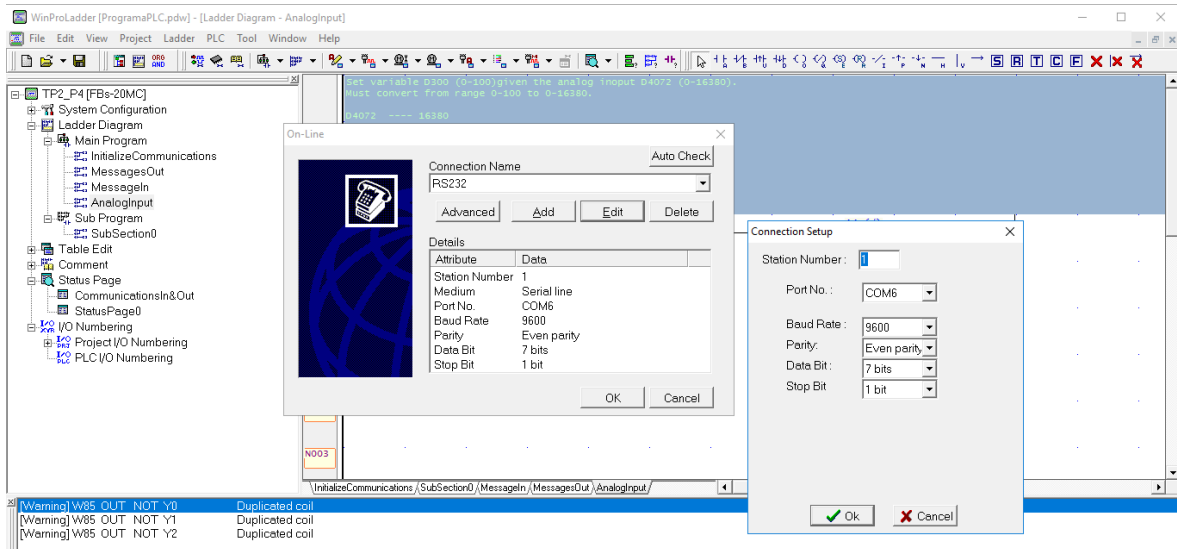 WinProLadder [ProgramaPLC.pdw] - [Ladder Diagram - AnalogInput]
File Edit View Project Ladder PLC Tool Window Help
S R T C F
TP2_P4 [FBs-20MC]
System Configuration
Ladder Diagram
Main Program
InitializeCommunications
MessagesOut
MessageIn
AnalogInput
Sub Program
SubSection0
Table Edit
Comment
Status Page
CommunicationsIn&Out
StatusPage0
I/O Numbering
Project I/O Numbering
PLC I/O Numbering
Set variable D300 (0-100)given the analog inoput D4072 (0-16380).
Must convert from range 0-100 to 0-16380.
D4072 ---- 16380
On-Line
Auto Check
Connection Name
RS232
Advanced Add Edit Delete
Details
Attribute Data
Station Number 1
Medium Serial line
Port No. COM6
Baud Rate 9600
Parity Even parity
Data Bit 7 bits
Stop Bit 1 bit
OK Cancel
Connection Setup
Station Number : 1
Port No. : COM6
Baud Rate : 9600
Parity: Even parity
Data Bit : 7 bits
Stop Bit 1 bit
Ok Cancel
N003
InitializeCommunications SubSection0 MessageIn MessagesOut AnalogInput
[Warning] W85 OUT NOT Y0 Duplicated coil
[Warning] W85 OUT NOT Y1 Duplicated coil
[Warning] W85 OUT NOT Y2 Duplicated coil